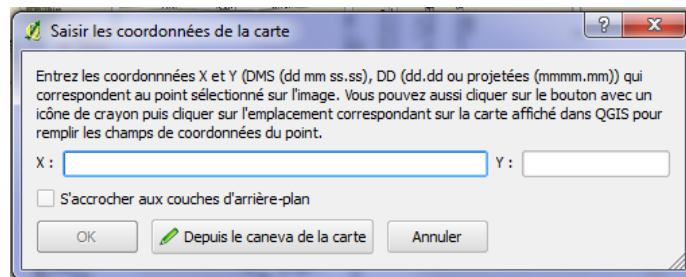 Saisir les coordonnées de la carte
Entrez les coordonnnées X et Y (DMS (dd mm ss.ss), DD (dd.dd ou projetées (mmmm.mm)) qui
correspondent au point sélectionné sur l'image. Vous pouvez aussi cliquer sur le bouton avec un
icône de crayon puis cliquer sur l'emplacement correspondant sur la carte affiché dans QGIS pour
remplir les champs de coordonnées du point.
X : Y :
S'accrocher aux couches d'arrière-plan
OK Depuis le caneva de la carte Annuler